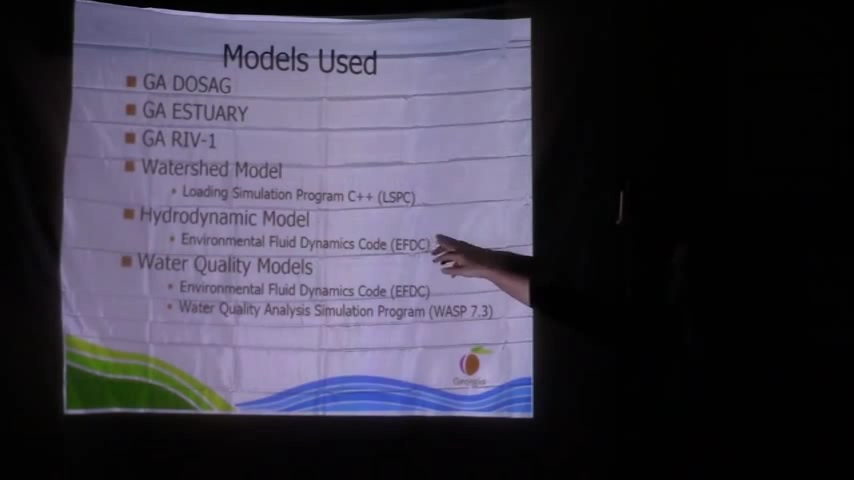 Models Used
GA DOSAG
GA ESTUARY
GA RIV-1
Watershed Model
Loading Simulation Program C++ (LSPC)
Hydrodynamic Model
Environmental Fluid Dynamics Code (EFDC)
Water Quality Models
Environmental Fluid Dynamics Code (EFDC)
Water Quality Analysis Simulation Program (WASP 7.3)
Georgia